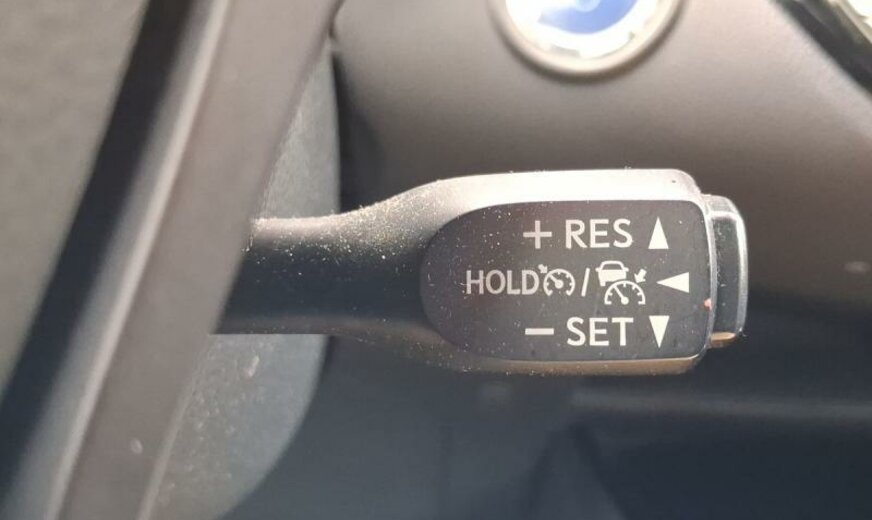 + RES ▲
HOLD / ◀
− SET ▼